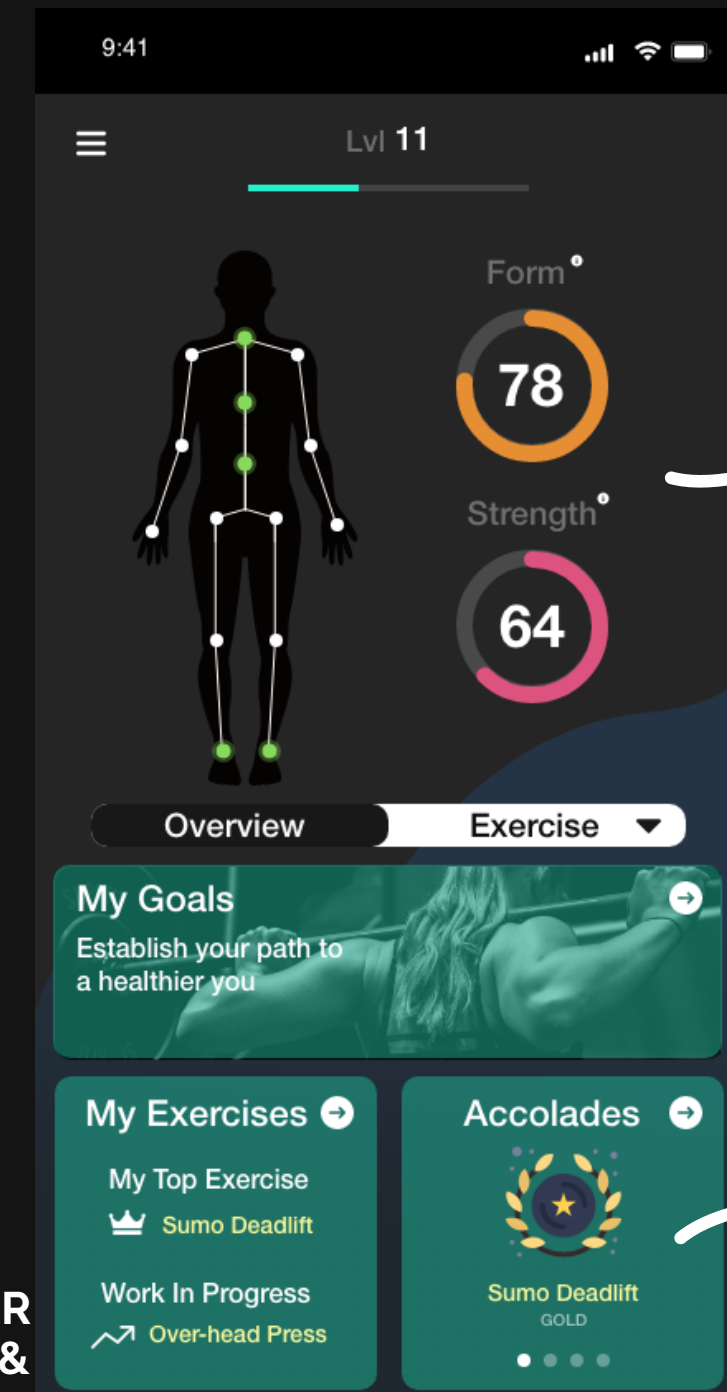 9:41
Lvl 11
Form
78
Strength
64
Overview
Exercise
My Goals
Establish your path to
a healthier you
My Exercises
My Top Exercise
Sumo Deadlift
Work In Progress
Over-head Press
Accolades
Sumo Deadlift
GOLD
R
&